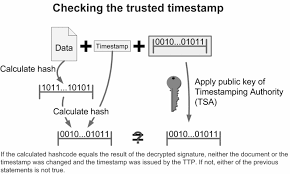 Checking the trusted timestamp
Data
Timestamp
0010...01011
Calculate hash
1011...10101
Calculate hash
Apply public key of
Timestamping Authority
(TSA)
0010...01011
?
=
0010...01011
If the calculated hashcode equals the result of the decrypted signature, neither the document or the
timestamp was changed and the timestamp was issued by the TTP. If not, either of the previous
statements is not true.